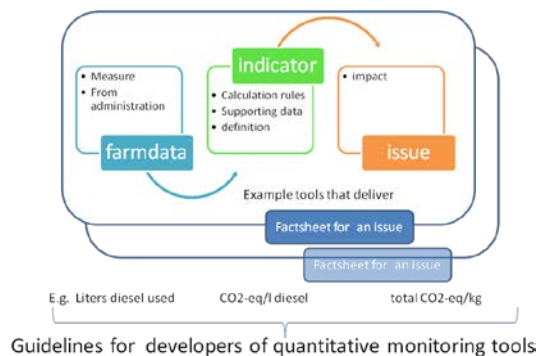 indicator
• Measure
• From
administration
farmdata
• Calculation rules
• Supporting data
• definition
• impact
issue
Example tools that deliver
Factsheet for an issue
Factsheet for an issue
E.g. Liters diesel used
CO2-eq/l diesel
total CO2-eq/kg
Guidelines for developers of quantitative monitoring tools